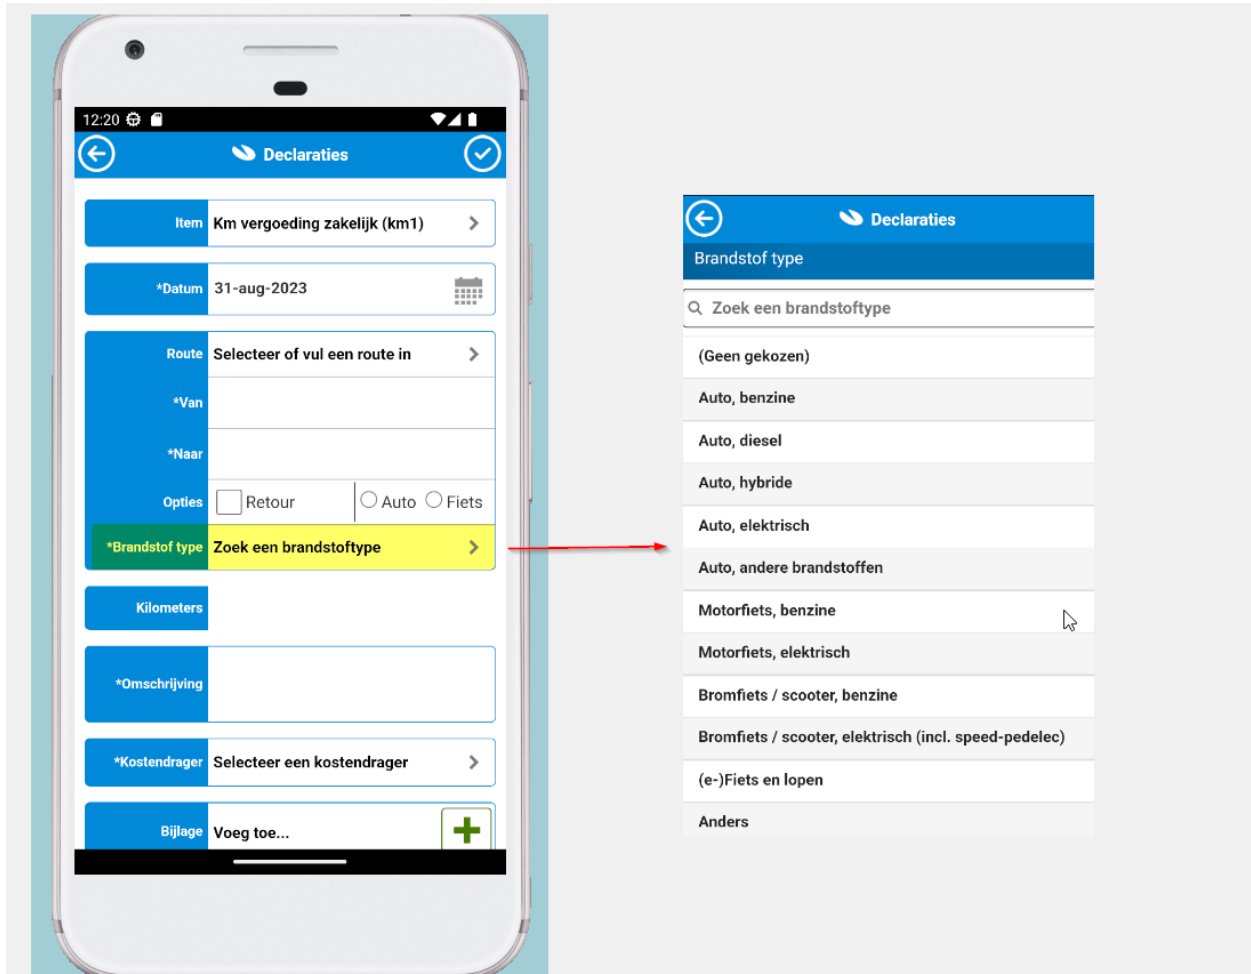 12:20
Declaraties
Item Km vergoeding zakelijk (km1)
*Datum 31-aug-2023
Route Selecteer of vul een route in
*Van
*Naar
Opties Retour Auto Fiets
*Brandstof type Zoek een brandstoftype
Kilometers
*Omschrijving
*Kostendrager Selecteer een kostendrager
Bijlage Voeg toe...
Declaraties
Brandstof type
Zoek een brandstoftype
(Geen gekozen)
Auto, benzine
Auto, diesel
Auto, hybride
Auto, elektrisch
Auto, andere brandstoffen
Motorfiets, benzine
Motorfiets, elektrisch
Bromfiets / scooter, benzine
Bromfiets / scooter, elektrisch (incl. speed-pedelec)
(e-)Fiets en lopen
Anders